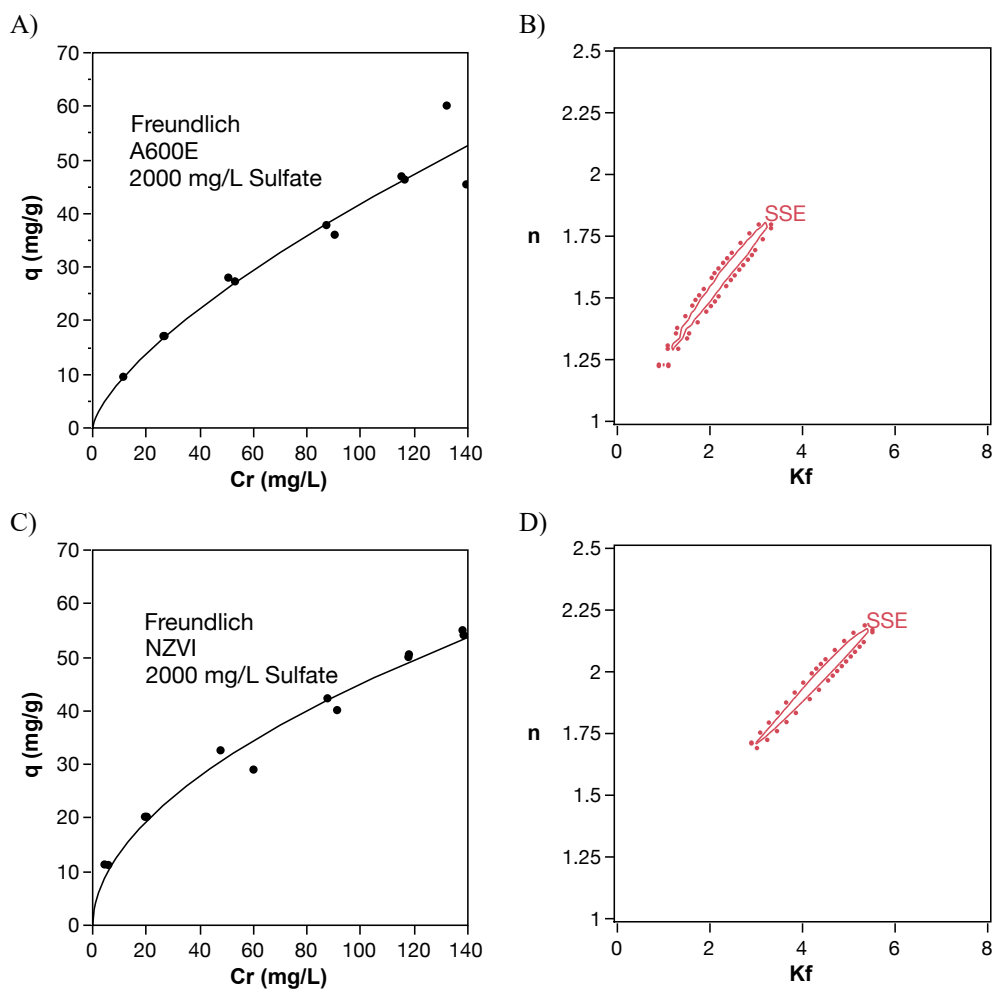 A)
70
60
50
40
30
20
10
0
q (mg/g)
Freundlich
A600E
2000 mg/L Sulfate
0 20 40 60 80 100 120 140
Cr (mg/L)
B)
2.5
2.25
2
1.75
1.5
1.25
1
n
SSE
0 2 4 6 8
Kf
C)
70
60
50
40
30
20
10
0
q (mg/g)
Freundlich
NZVI
2000 mg/L Sulfate
0 20 40 60 80 100 120 140
Cr (mg/L)
D)
2.5
2.25
2
1.75
1.5
1.25
1
n
SSE
0 2 4 6 8
Kf